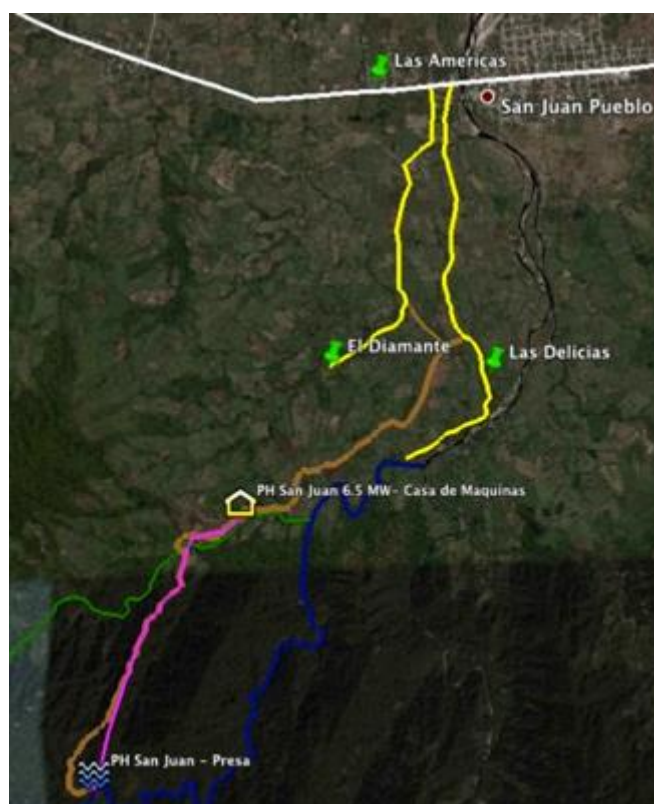 Las Americas
San Juan Pueblo
El Diamante
Las Delicias
PH San Juan 6.5 MW- Casa de Maquinas
PH San Juan - Presa